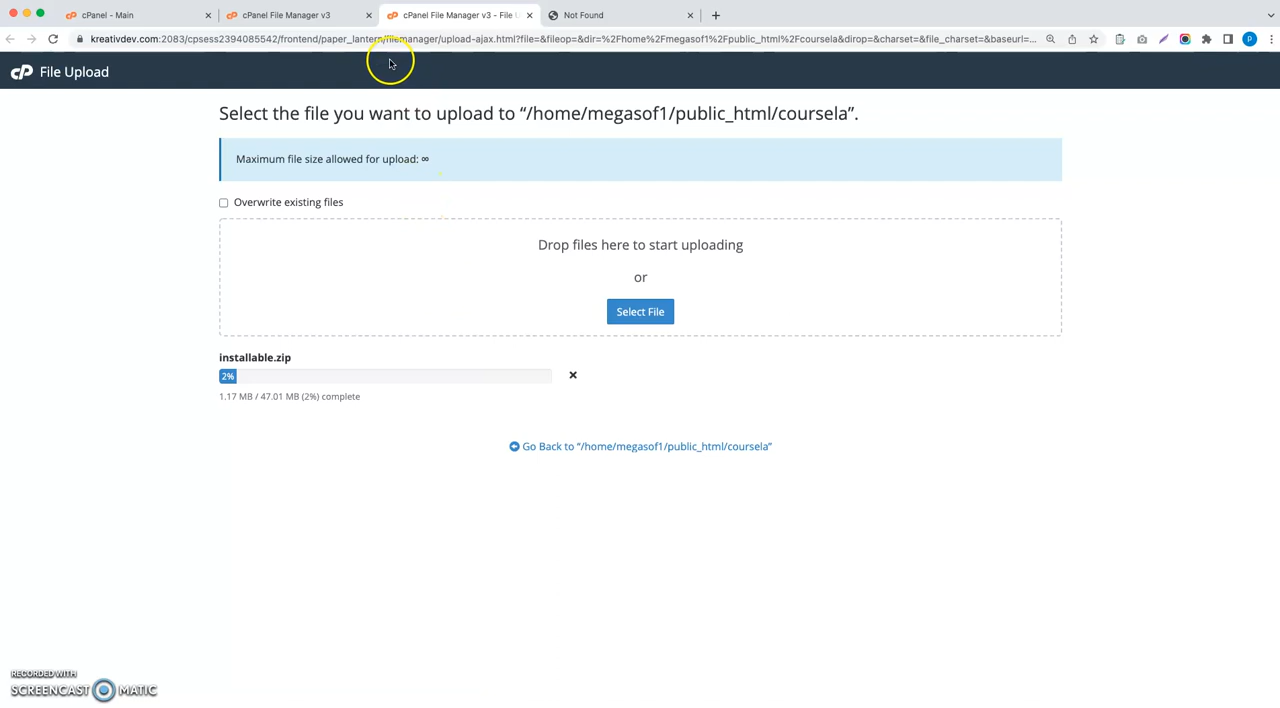 cPanel - Main
cPanel File Manager v3
cPanel File Manager v3 - File
Not Found
kreativdev.com:2083/cpsess2394085542/frontend/paper_lantern/filemanager/upload-ajax.html?file=&fileop=&dir=%2Fhome%2Fmegasof1%2Fpublic_html%2Fcoursela&dirop=&charset=&file_charset=&baseurl=...
P
cP File Upload
Select the file you want to upload to “/home/megasof1/public_html/coursela”.
Maximum file size allowed for upload: ∞
Overwrite existing files
Drop files here to start uploading
or
Select File
installable.zip
2%
1.17 MB / 47.01 MB (2%) complete
Go Back to “/home/megasof1/public_html/coursela”
RECORDED WITH
SCREENCAST MATIC